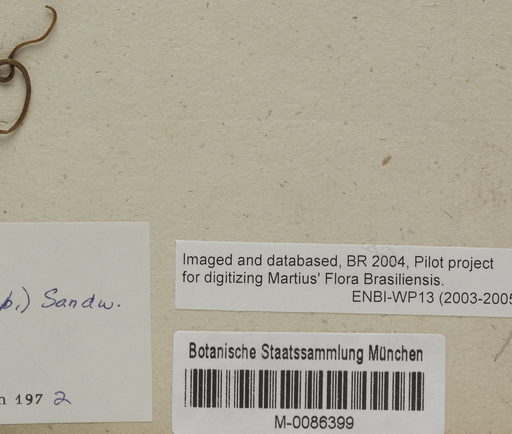 Imaged and databased, BR 2004, Pilot project
for digitizing Martius' Flora Brasiliensis.
ENBI-WP13 (2003-2005
p.) Sandw.
n 197 2
Botanische Staatssammlung München
M-0086399